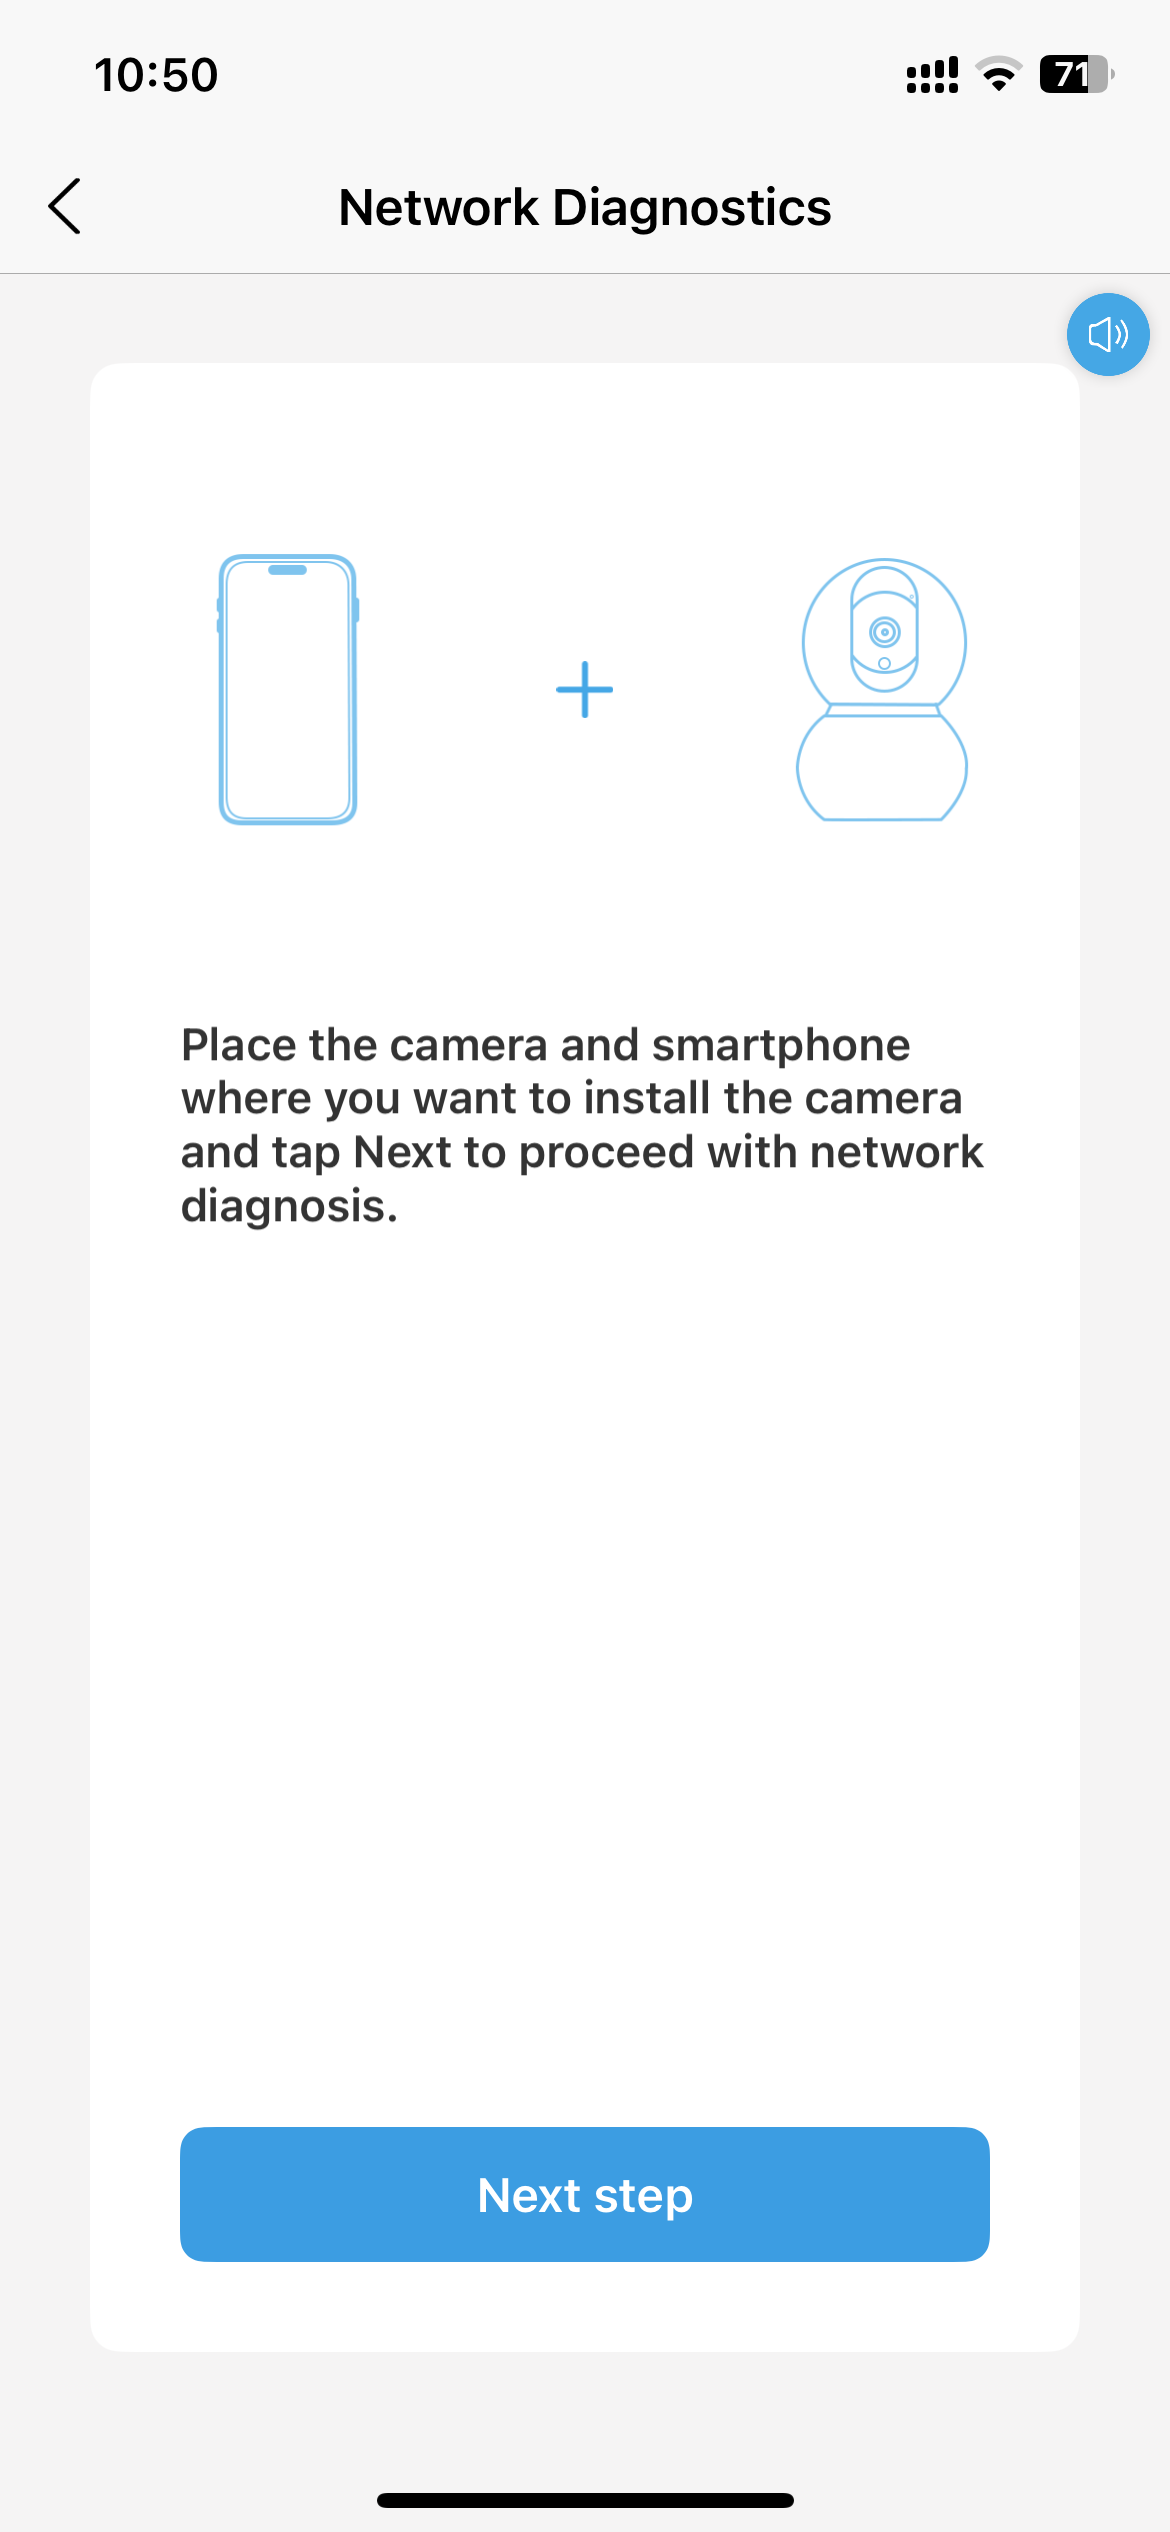 10:50
71
Network Diagnostics
Place the camera and smartphone
where you want to install the camera
and tap Next to proceed with network
diagnosis.
Next step